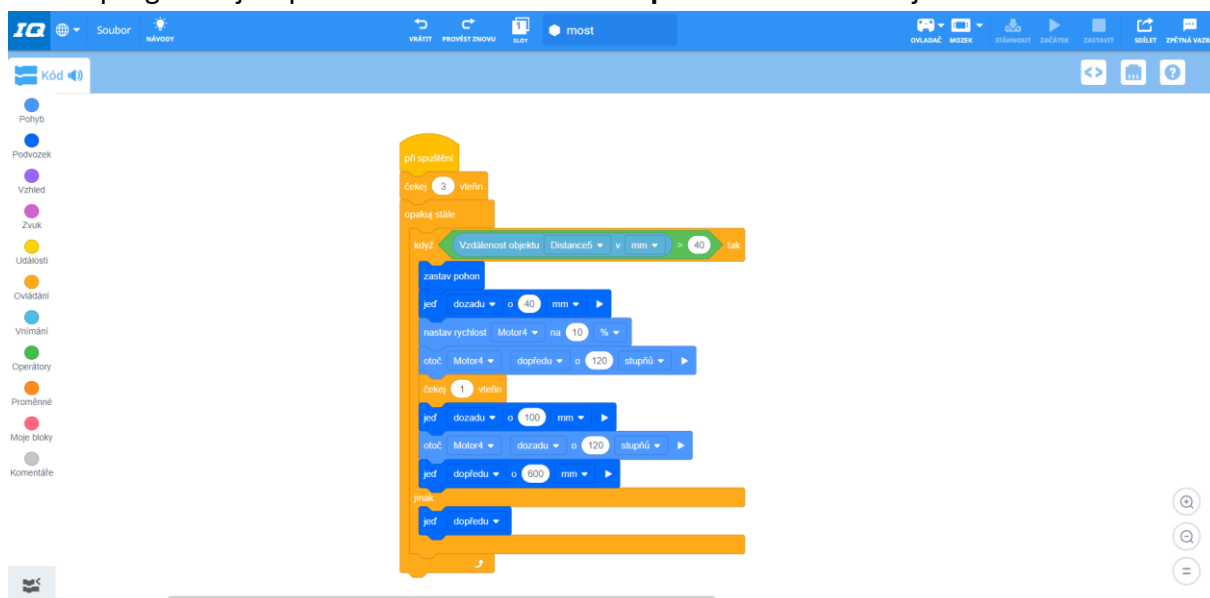 IQ Soubor NÁVODY VRÁTIT PROVÉST ZNOVU 1 SLOT most OVLADAČ MOZEK STÁHNOUT ZAČÁTEK ZASTAVIT SDÍLET ZPĚTNÁ VAZB
Kód
Pohyb
Podvozek
Vzhled
Zvuk
Události
Ovládání
Vnímání
Operátory
Proměnné
Moje bloky
Komentáře
při spuštění
čekej 3 vteřin
opakuj stále
když Vzdálenost objektu Distance5 v mm > 40 tak
zastav pohon
jeď dozadu o 40 mm
nastav rychlost Motor4 na 10 %
otoč Motor4 dopředu o 120 stupňů
čekej 1 vteřin
jeď dozadu o 100 mm
otoč Motor4 dozadu o 120 stupňů
jeď dopředu o 600 mm
jinak
jeď dopředu